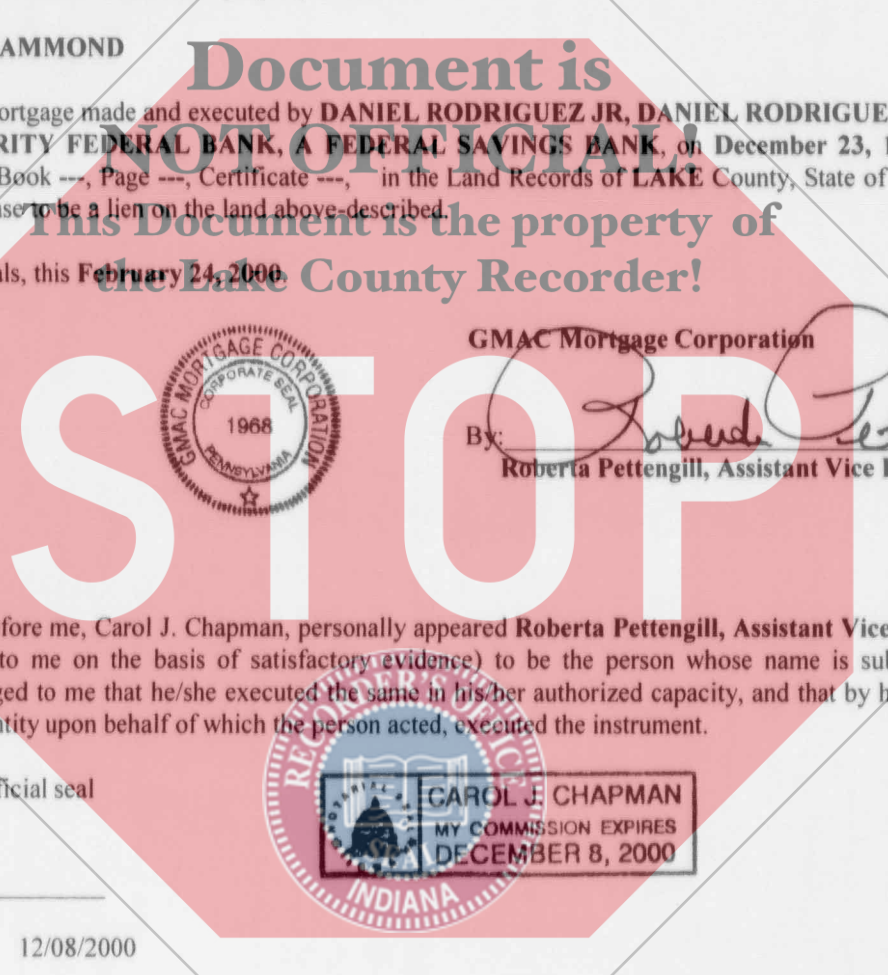 AMMOND
Document is
ortgage made and executed by DANIEL RODRIGUEZ JR, DANIEL RODRIGUE
NOT OFFICIAL!
RITY FEDERAL BANK, A FEDERAL SAVINGS BANK, on December 23, 1
Book ---, Page ---, Certificate ---, in the Land Records of LAKE County, State of
se to be a lien on the land above-described.
This Document is the property of
the Lake County Recorder!
ls, this February 24, 2000.
GMAC Mortgage Corporation
GMAC MORTGAGE CORPORATION
CORPORATE SEAL
1968
PENNSYLVANIA
STOP
By:
Roberta Pettengill, Assistant Vice
fore me, Carol J. Chapman, personally appeared Roberta Pettengill, Assistant Vice
to me on the basis of satisfactory evidence) to be the person whose name is su
ged to me that he/she executed the same in his/her authorized capacity, and that by h
ntity upon behalf of which the person acted, executed the instrument.
RECORDER'S OFFICE
SEAL
INDIANA
ficial seal
CAROL J. CHAPMAN
MY COMMISSION EXPIRES
DECEMBER 8, 2000
12/08/2000